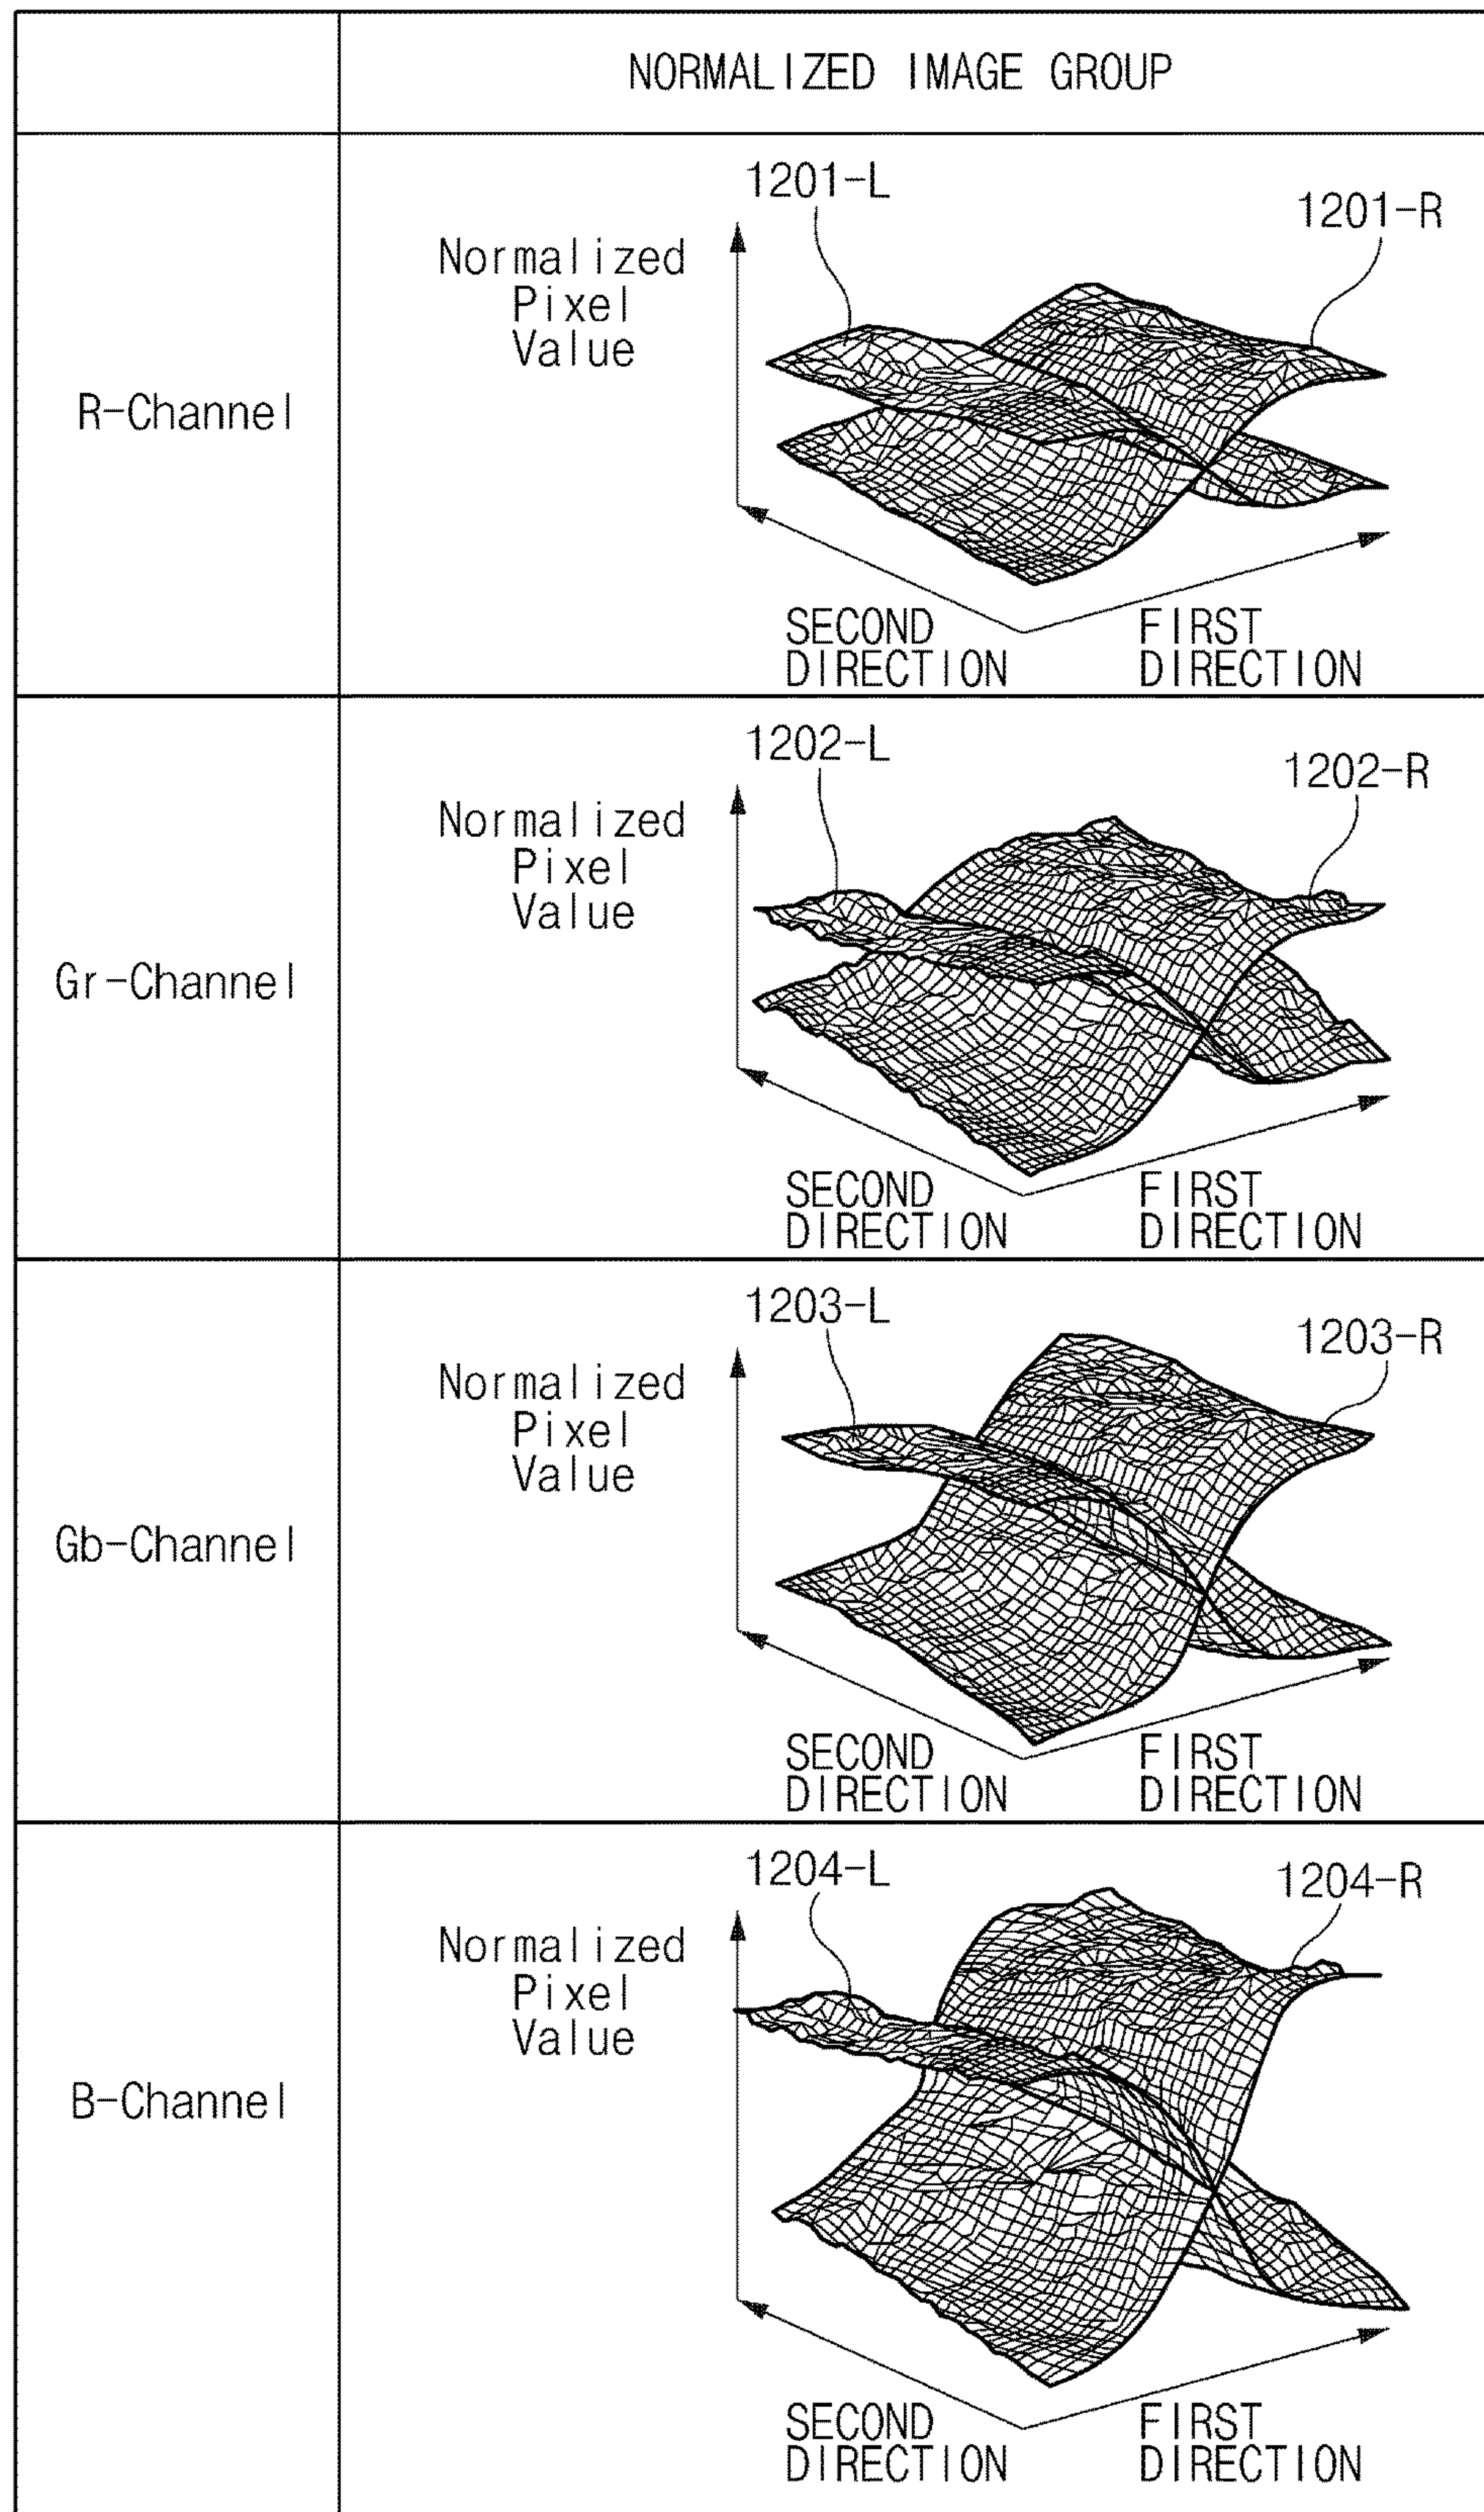 NORMALIZED IMAGE GROUP
R-Channel
1201-L
1201-R
Normalized
Pixel
Value
SECOND
DIRECTION
FIRST
DIRECTION
Gr-Channel
1202-L
1202-R
Normalized
Pixel
Value
SECOND
DIRECTION
FIRST
DIRECTION
Gb-Channel
1203-L
1203-R
Normalized
Pixel
Value
SECOND
DIRECTION
FIRST
DIRECTION
B-Channel
1204-L
1204-R
Normalized
Pixel
Value
SECOND
DIRECTION
FIRST
DIRECTION